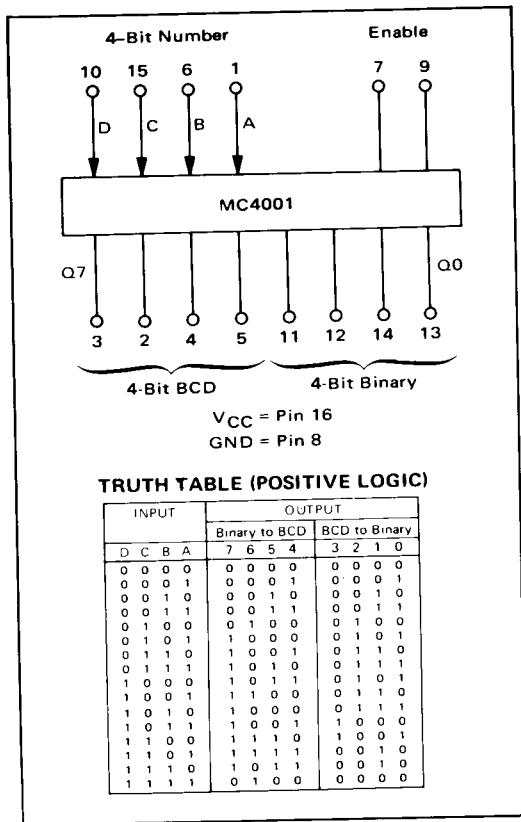 4-Bit Number Enable
10 15 6 1 7 9
D C B A
MC4001
Q7 Q0
3 2 4 5 11 12 14 13
4-Bit BCD 4-Bit Binary
VCC = Pin 16
GND = Pin 8
TRUTH TABLE (POSITIVE LOGIC)
INPUT OUTPUT
Binary to BCD BCD to Binary
D C B A 7 6 5 4 3 2 1 0
0 0 0 0 0 0 0 0 0 0 0 0
0 0 0 1 0 0 0 1 0 0 0 1
0 0 1 0 0 0 1 0 0 0 1 0
0 0 1 1 0 0 1 1 0 0 1 1
0 1 0 0 0 1 0 0 0 1 0 0
0 1 0 1 1 0 0 0 0 1 0 1
0 1 1 0 1 0 0 1 0 1 1 0
0 1 1 1 1 0 1 0 0 1 1 1
1 0 0 0 1 0 1 1 0 1 0 1
1 0 0 1 1 1 0 0 0 1 1 0
1 0 1 0 1 0 0 0 0 1 1 1
1 0 1 1 1 0 0 1 1 0 0 0
1 1 0 0 1 1 1 0 1 0 0 1
1 1 0 1 1 1 1 1 0 0 1 0
1 1 1 0 1 0 1 1 0 0 1 0
1 1 1 1 0 1 0 0 0 0 0 0